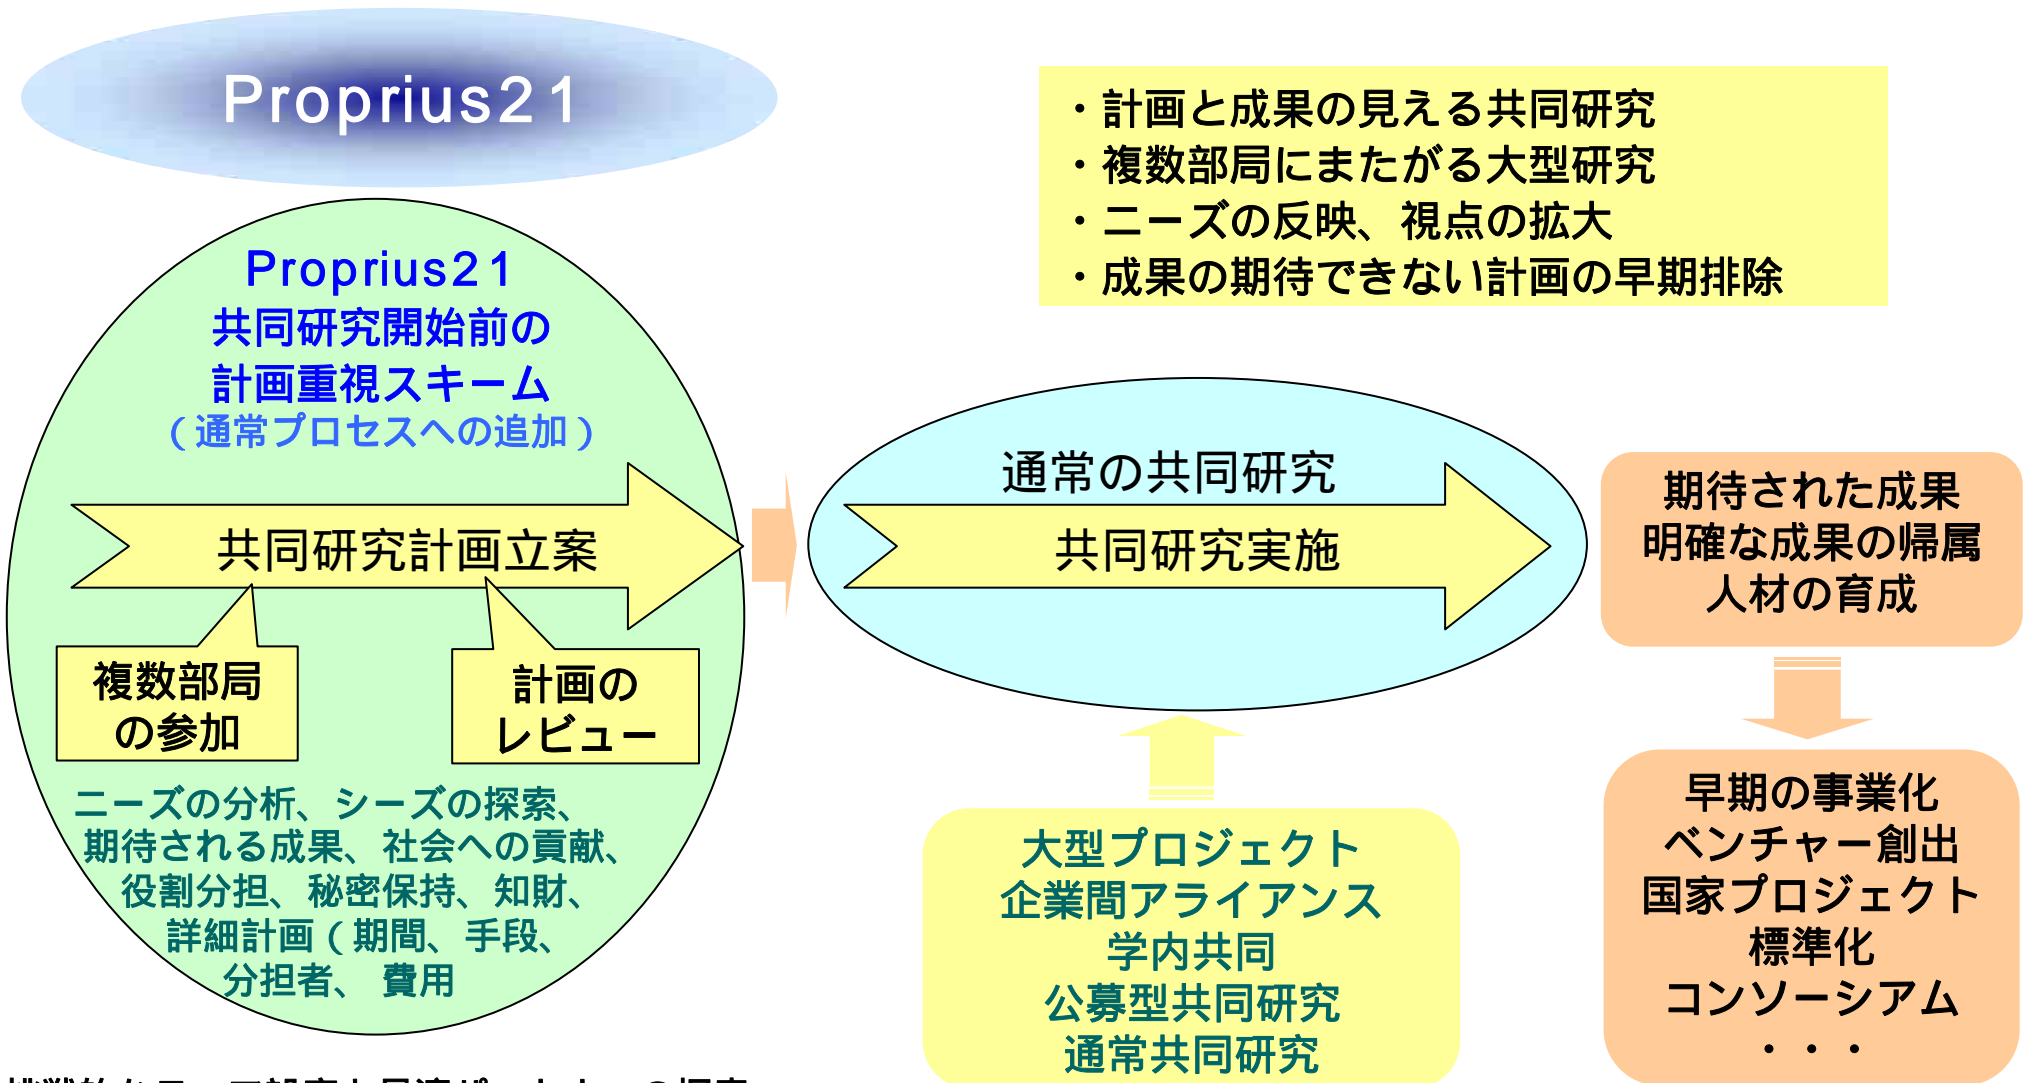 Proprius21
・計画と成果の見える共同研究
・複数部局にまたがる大型研究
・ニーズの反映、視点の拡大
・成果の期待できない計画の早期排除
Proprius21
共同研究開始前の
計画重視スキーム
（通常プロセスへの追加）
共同研究計画立案
複数部局
の参加
計画の
レビュー
ニーズの分析、シーズの探索、
期待される成果、社会への貢献、
役割分担、秘密保持、知財、
詳細計画（期間、手段、
分担者、 費用
通常の共同研究
共同研究実施
大型プロジェクト
企業間アライアンス
学内共同
公募型共同研究
通常共同研究
期待された成果
明確な成果の帰属
人材の育成
早期の事業化
ベンチャー創出
国家プロジェクト
標準化
コンソーシアム
・・・